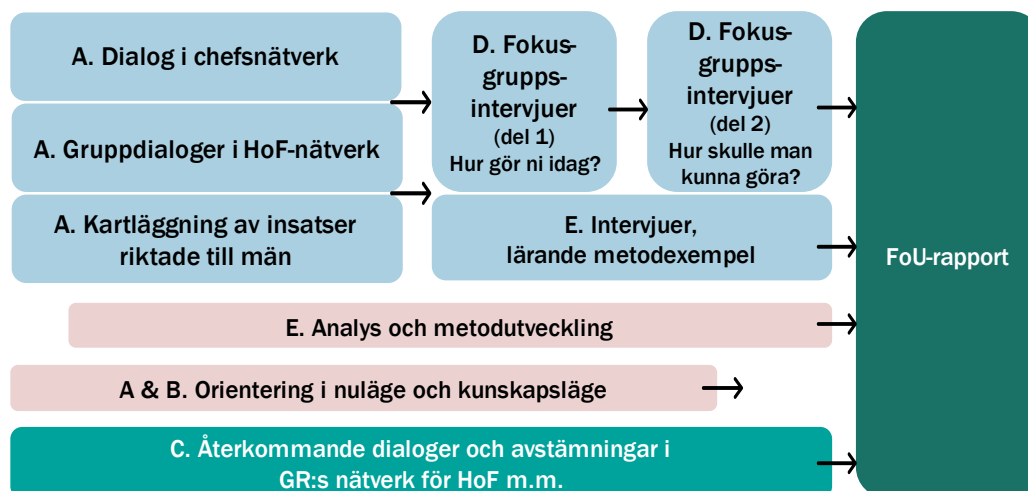 A. Dialog i chefsnätverk
A. Gruppdialoger i HoF-nätverk
A. Kartläggning av insatser
riktade till män
D. Fokus-
grupps-
intervjuer
(del 1)
Hur gör ni idag?
D. Fokus-
grupps-
intervjuer
(del 2)
Hur skulle man
kunna göra?
E. Intervjuer,
lärande metodexempel
E. Analys och metodutveckling
A & B. Orientering i nuläge och kunskapsläge
C. Återkommande dialoger och avstämningar i
GR:s nätverk för HoF m.m.
FoU-rapport